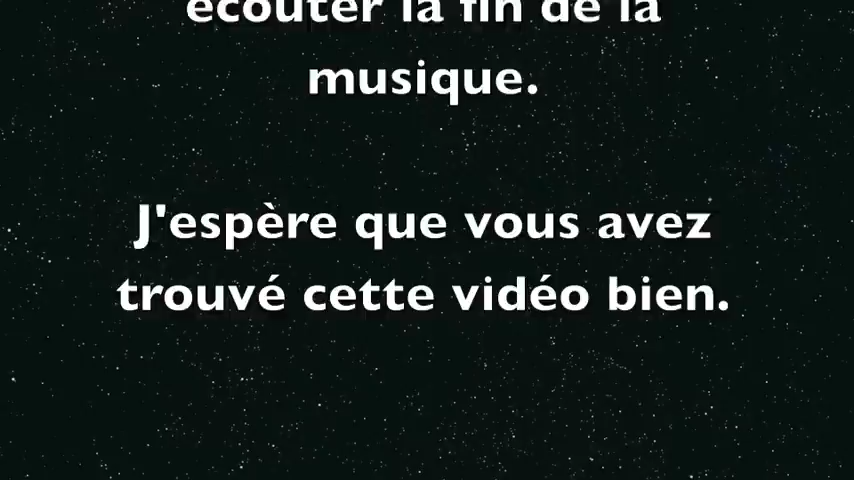 écouter la fin de la
musique.
J'espère que vous avez
trouvé cette vidéo bien.